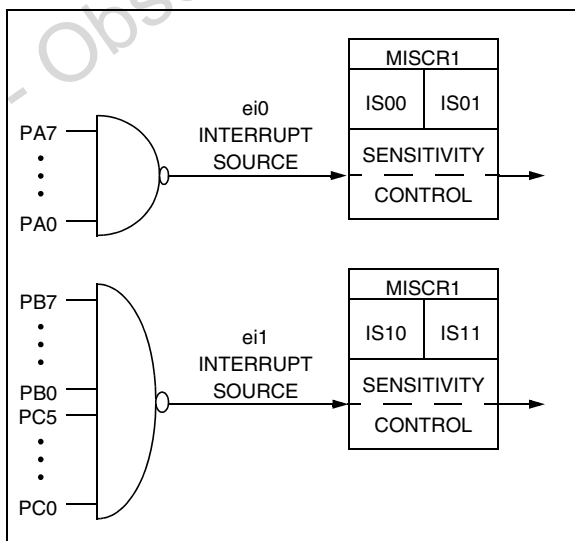 - Obso
MISCR1
IS00 IS01
ei0
INTERRUPT
SOURCE
SENSITIVITY
CONTROL
PA7
PA0
MISCR1
IS10 IS11
ei1
INTERRUPT
SOURCE
SENSITIVITY
CONTROL
PB7
PB0
PC5
PC0